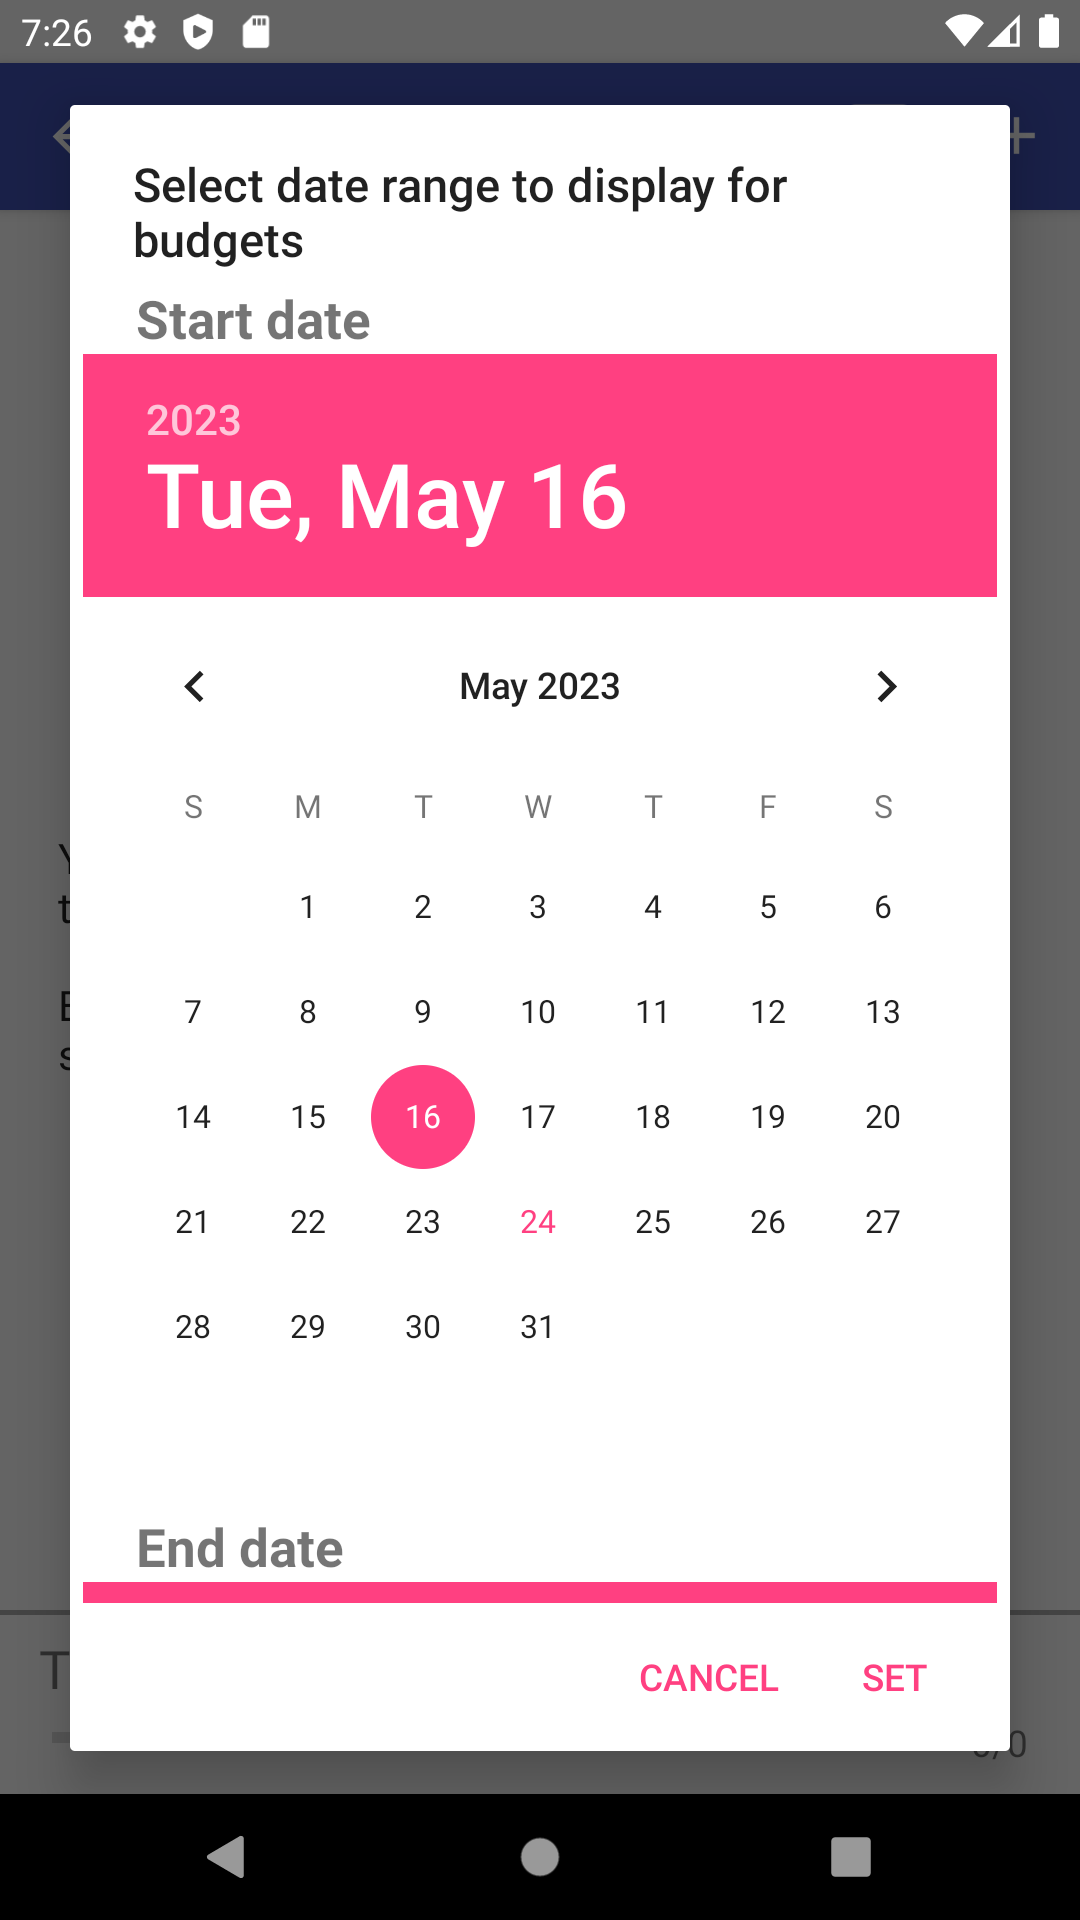 7:26
Select date range to display for
budgets
Start date
2023
Tue, May 16
May 2023
S M T W T F S
1 2 3 4 5 6
7 8 9 10 11 12 13
14 15 16 17 18 19 20
21 22 23 24 25 26 27
28 29 30 31
End date
CANCEL SET